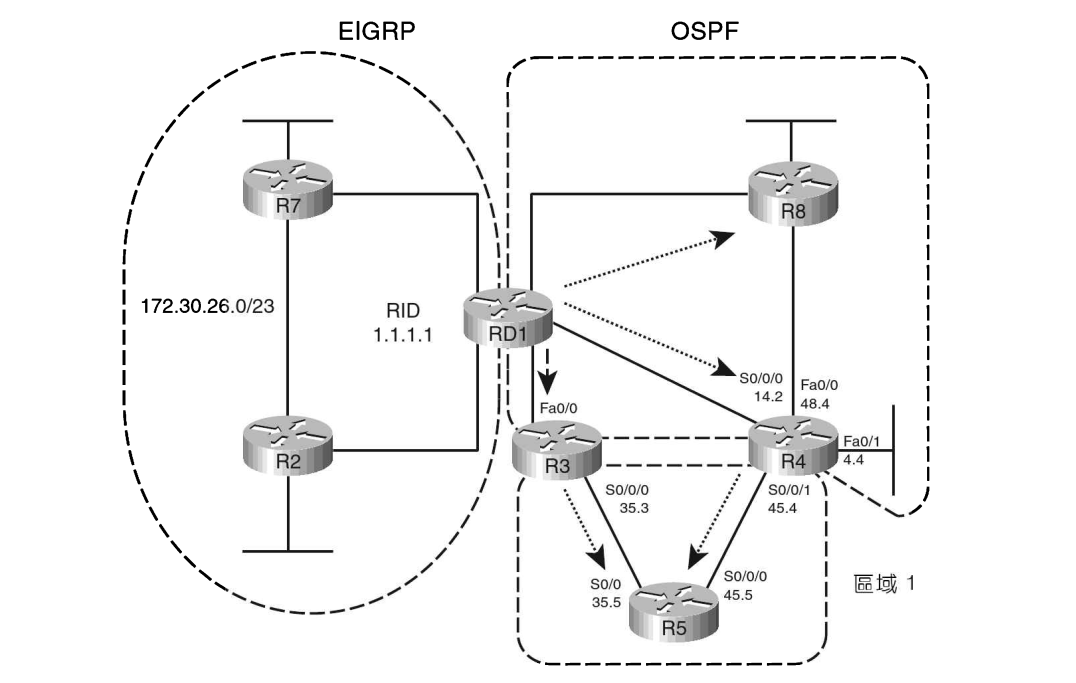 EIGRP
OSPF
R7
R8
172.30.26.0/23
RID
1.1.1.1
RD1
S0/0/0
14.2
Fa0/0
48.4
Fa0/0
R2
R3
R4
Fa0/1
4.4
S0/0/0
35.3
S0/0/1
45.4
S0/0
35.5
S0/0/0
45.5
R5
區域 1